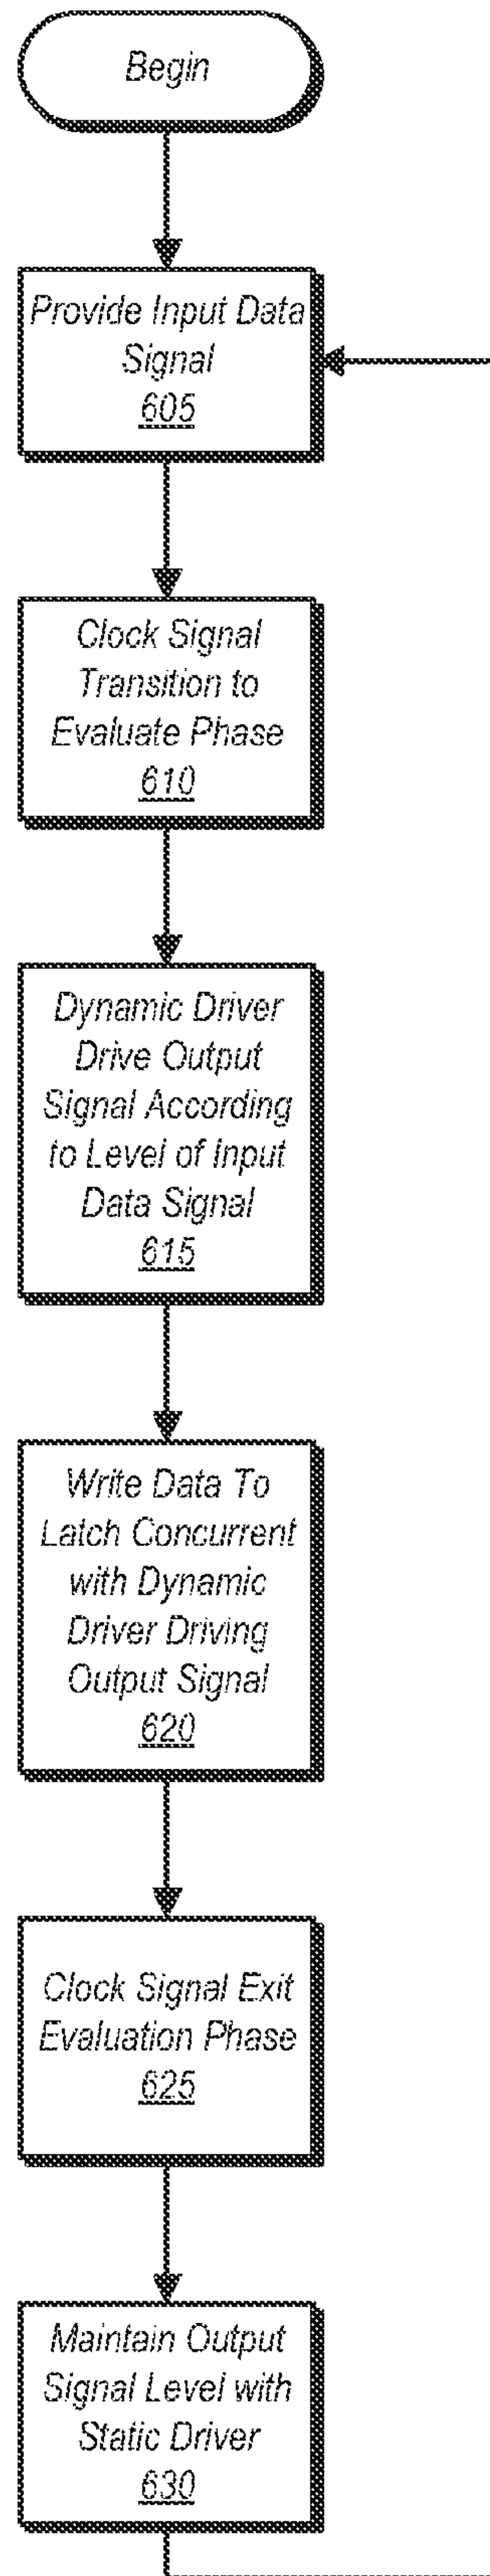 Begin
Provide Input Data
Signal
605
Clock Signal
Transition to
Evaluate Phase
610
Dynamic Driver
Drive Output
Signal According
to Level of Input
Data Signal
615
Write Data To
Latch Concurrent
with Dynamic
Driver Driving
Output Signal
620
Clock Signal Exit
Evaluation Phase
625
Maintain Output
Signal Level with
Static Driver
630